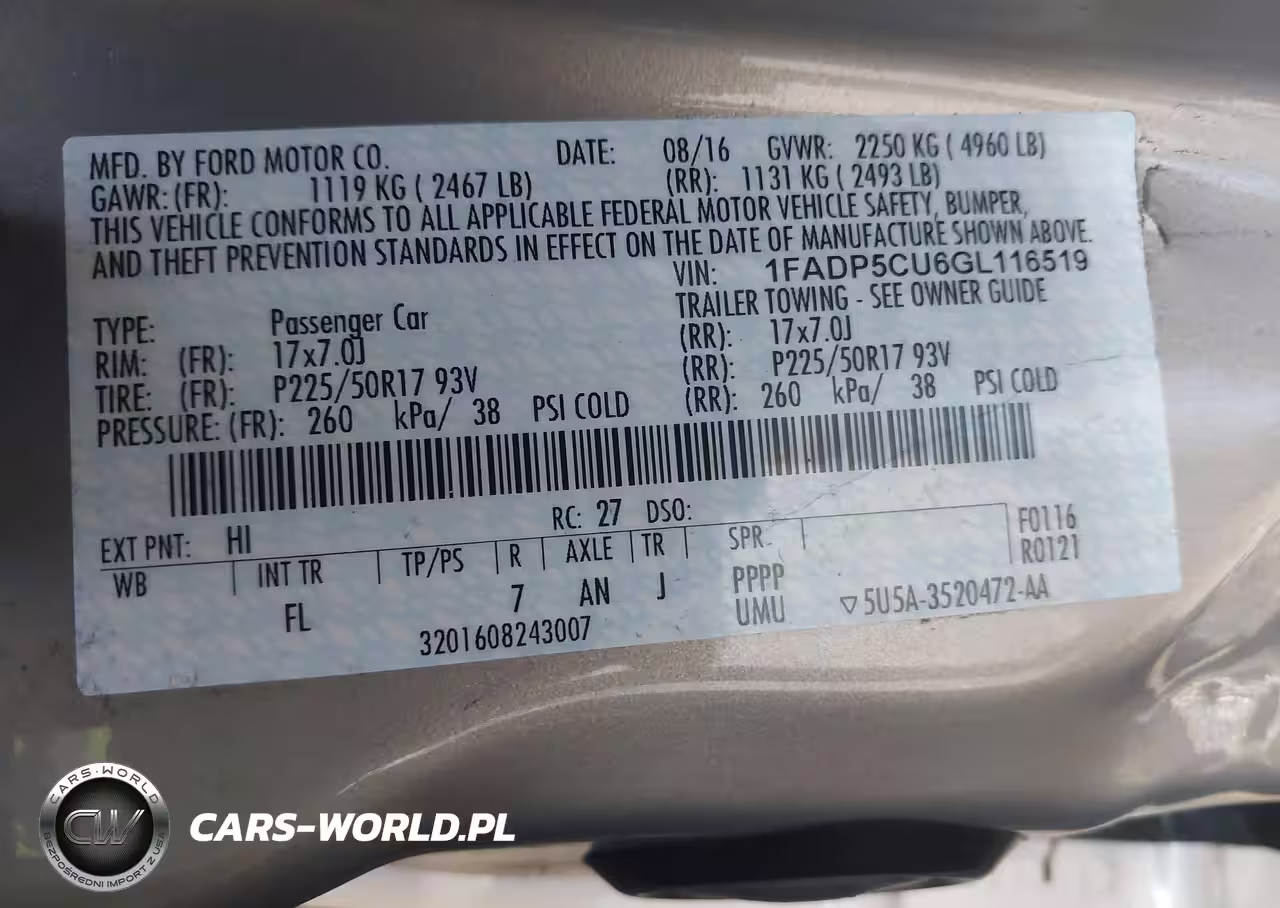 MFD. BY FORD MOTOR CO. DATE: 08/16 GVWR: 2250 KG ( 4960 LB)
GAWR: (FR): 1119 KG ( 2467 LB) (RR): 1131 KG ( 2493 LB)
THIS VEHICLE CONFORMS TO ALL APPLICABLE FEDERAL MOTOR VEHICLE SAFETY, BUMPER,
AND THEFT PREVENTION STANDARDS IN EFFECT ON THE DATE OF MANUFACTURE SHOWN ABOVE.
VIN: 1FADP5CU6GL116519
TRAILER TOWING - SEE OWNER GUIDE
TYPE: Passenger Car
RIM: (FR): 17x7.0J (RR): 17x7.0J
TIRE: (FR): P225/50R17 93V (RR): P225/50R17 93V
PRESSURE: (FR): 260 kPa/ 38 PSI COLD (RR): 260 kPa/ 38 PSI COLD
EXT PNT: HI RC: 27 DSO: F0116
R0121
WB INT TR TP/PS R AXLE TR SPR
FL 7 AN J PPPP
UMU
3201608243007 ▽5U5A-3520472-AA
CARS-WORLD
CW
BEZPOŚREDNI IMPORT Z USA
CARS-WORLD.PL